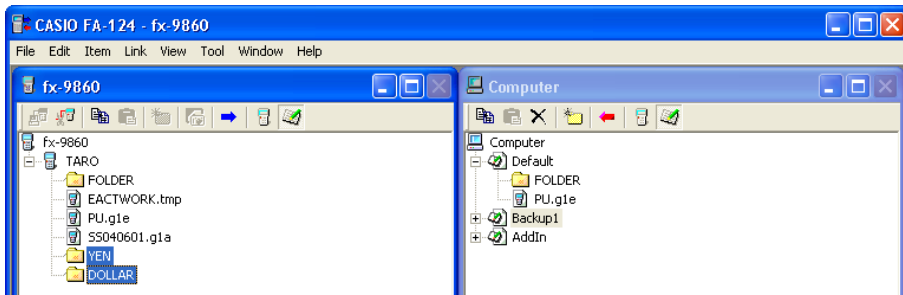 CASIO FA-124 - fx-9860
File Edit Item Link View Tool Window Help
fx-9860
fx-9860
TARO
FOLDER
EACTWORK.tmp
PU.g1e
SS040601.g1a
YEN
DOLLAR
Computer
Computer
Default
FOLDER
PU.g1e
Backup1
AddIn